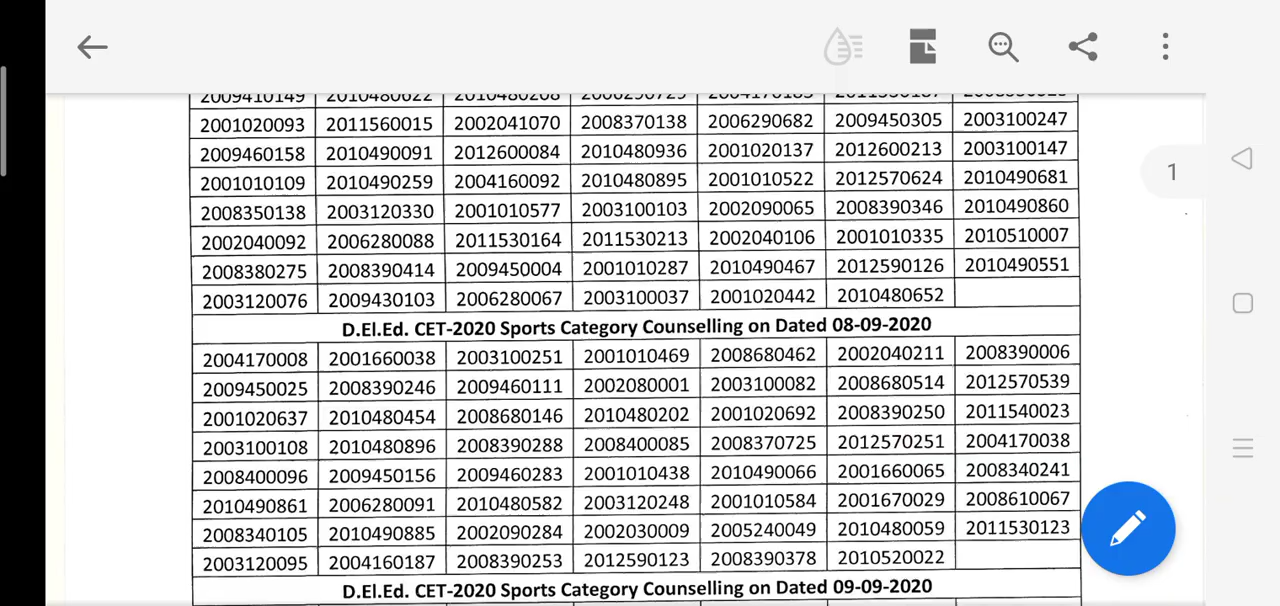 1
2001020093 2011560015 2002041070 2008370138 2006290682 2009450305 2003100247
2009460158 2010490091 2012600084 2010480936 2001020137 2012600213 2003100147
2001010109 2010490259 2004160092 2010480895 2001010522 2012570624 2010490681
2008350138 2003120330 2001010577 2003100103 2002090065 2008390346 2010490860
2002040092 2006280088 2011530164 2011530213 2002040106 2001010335 2010510007
2008380275 2008390414 2009450004 2001010287 2010490467 2012590126 2010490551
2003120076 2009430103 2006280067 2003100037 2001020442 2010480652
D.El.Ed. CET-2020 Sports Category Counselling on Dated 08-09-2020
2004170008 2001660038 2003100251 2001010469 2008680462 2002040211 2008390006
2009450025 2008390246 2009460111 2002080001 2003100082 2008680514 2012570539
2001020637 2010480454 2008680146 2010480202 2001020692 2008390250 2011540023
2003100108 2010480896 2008390288 2008400085 2008370725 2012570251 2004170038
2008400096 2009450156 2009460283 2001010438 2010490066 2001660065 2008340241
2010490861 2006280091 2010480582 2003120248 2001010584 2001670029 2008610067
2008340105 2010490885 2002090284 2002030009 2005240049 2010480059 2011530123
2003120095 2004160187 2008390253 2012590123 2008390378 2010520022
D.El.Ed. CET-2020 Sports Category Counselling on Dated 09-09-2020